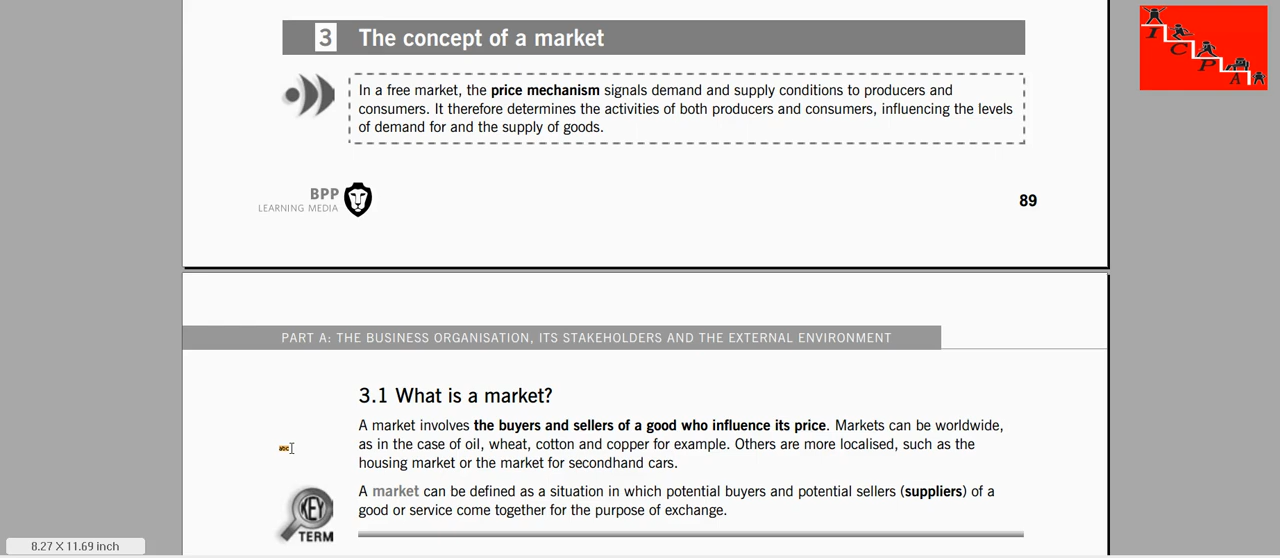 3 The concept of a market
In a free market, the price mechanism signals demand and supply conditions to producers and
consumers. It therefore determines the activities of both producers and consumers, influencing the levels
of demand for and the supply of goods.
BPP
LEARNING MEDIA
89
PART A: THE BUSINESS ORGANISATION, ITS STAKEHOLDERS AND THE EXTERNAL ENVIRONMENT
3.1 What is a market?
A market involves the buyers and sellers of a good who influence its price. Markets can be worldwide,
as in the case of oil, wheat, cotton and copper for example. Others are more localised, such as the
housing market or the market for secondhand cars.
KEY
TERM
A market can be defined as a situation in which potential buyers and potential sellers (suppliers) of a
good or service come together for the purpose of exchange.
8.27 X 11.69 inch
I C P A